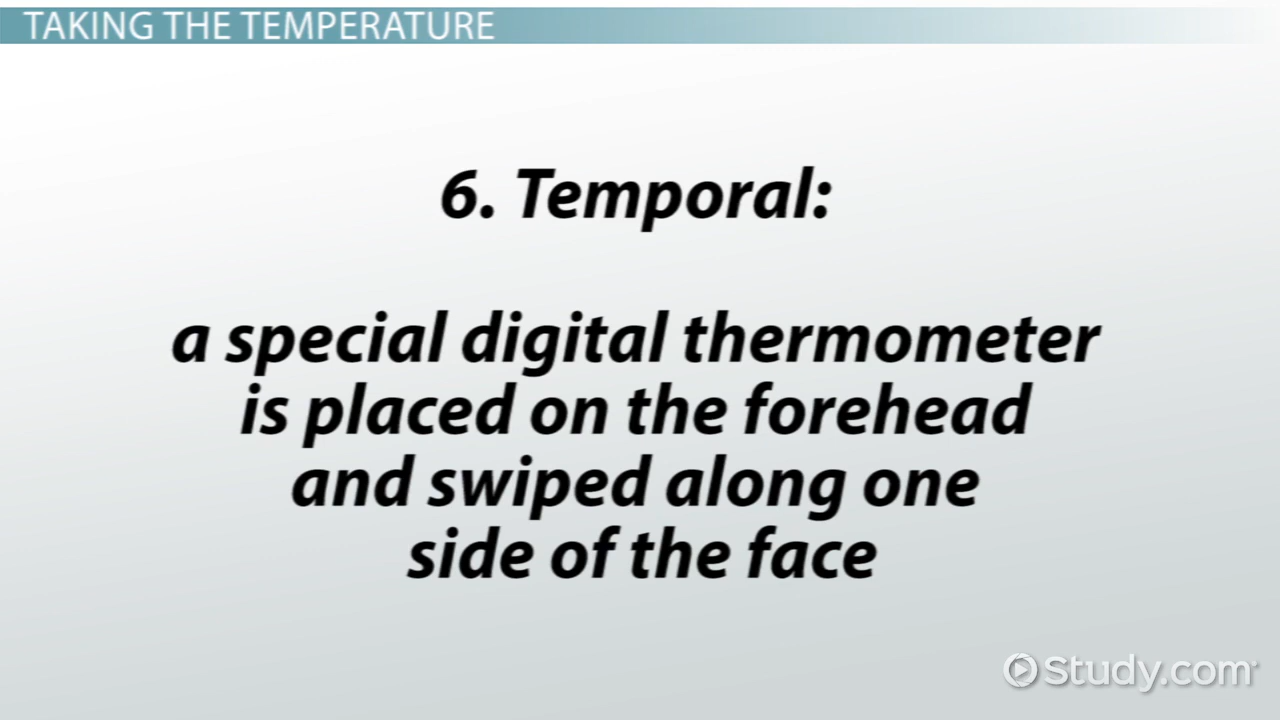 TAKING THE TEMPERATURE
6. Temporal:
a special digital thermometer
is placed on the forehead
and swiped along one
side of the face
Study.com